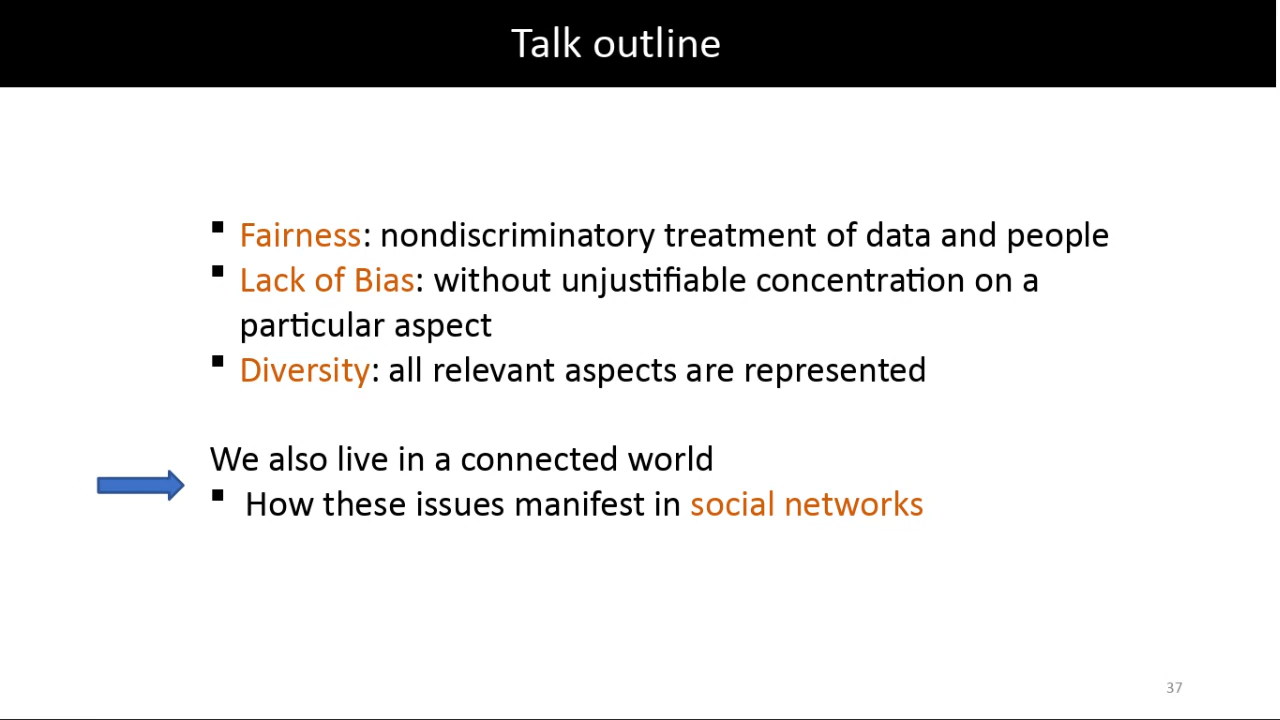 Talk outline
▪ Fairness: nondiscriminatory treatment of data and people
▪ Lack of Bias: without unjustifiable concentration on a
particular aspect
▪ Diversity: all relevant aspects are represented
We also live in a connected world
▪ How these issues manifest in social networks
37